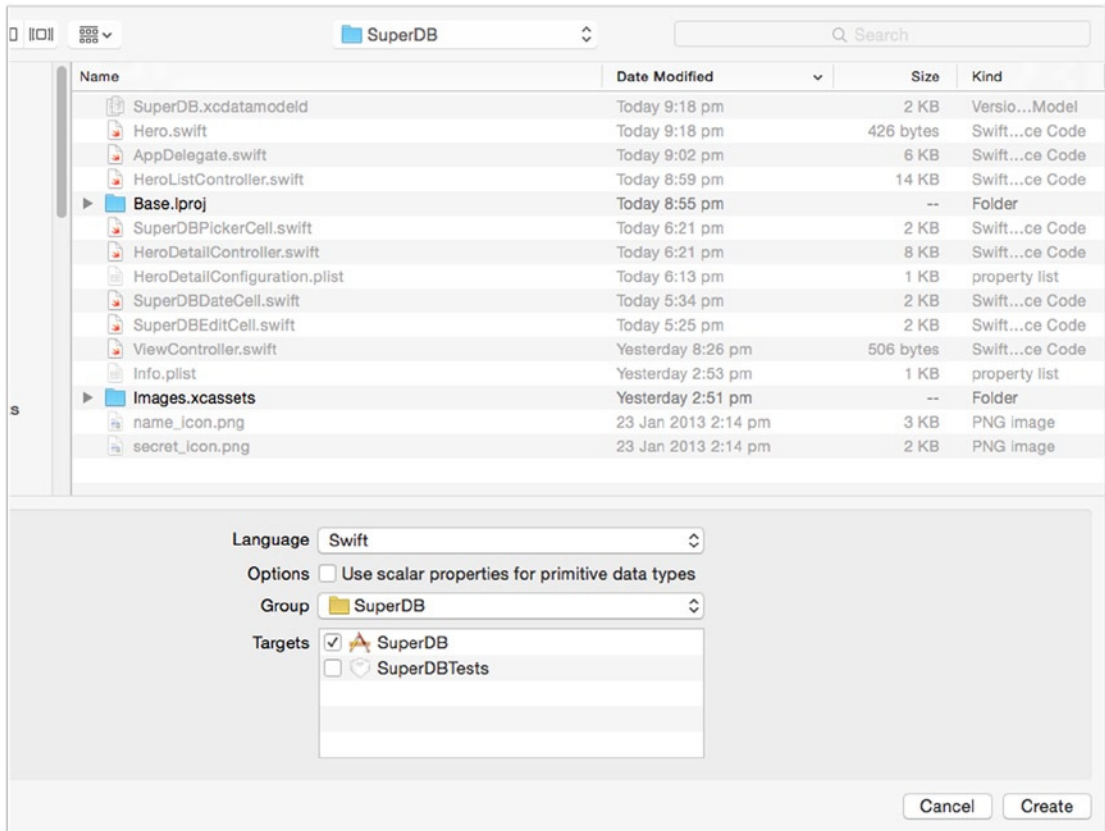 SuperDB Search
Name Date Modified Size Kind
SuperDB.xcdatamodeld Today 9:18 pm 2 KB Versio...Model
Hero.swift Today 9:18 pm 426 bytes Swift...ce Code
AppDelegate.swift Today 9:02 pm 6 KB Swift...ce Code
HeroListController.swift Today 8:59 pm 14 KB Swift...ce Code
Base.lproj Today 8:55 pm -- Folder
SuperDBPickerCell.swift Today 6:21 pm 2 KB Swift...ce Code
HeroDetailController.swift Today 6:21 pm 8 KB Swift...ce Code
HeroDetailConfiguration.plist Today 6:13 pm 1 KB property list
SuperDBDateCell.swift Today 5:34 pm 2 KB Swift...ce Code
SuperDBEditCell.swift Today 5:25 pm 2 KB Swift...ce Code
ViewController.swift Yesterday 8:26 pm 506 bytes Swift...ce Code
Info.plist Yesterday 2:53 pm 1 KB property list
s Images.xcassets Yesterday 2:51 pm -- Folder
name_icon.png 23 Jan 2013 2:14 pm 3 KB PNG image
secret_icon.png 23 Jan 2013 2:14 pm 2 KB PNG image
Language Swift
Options Use scalar properties for primitive data types
Group SuperDB
Targets SuperDB
SuperDBTests
Cancel Create